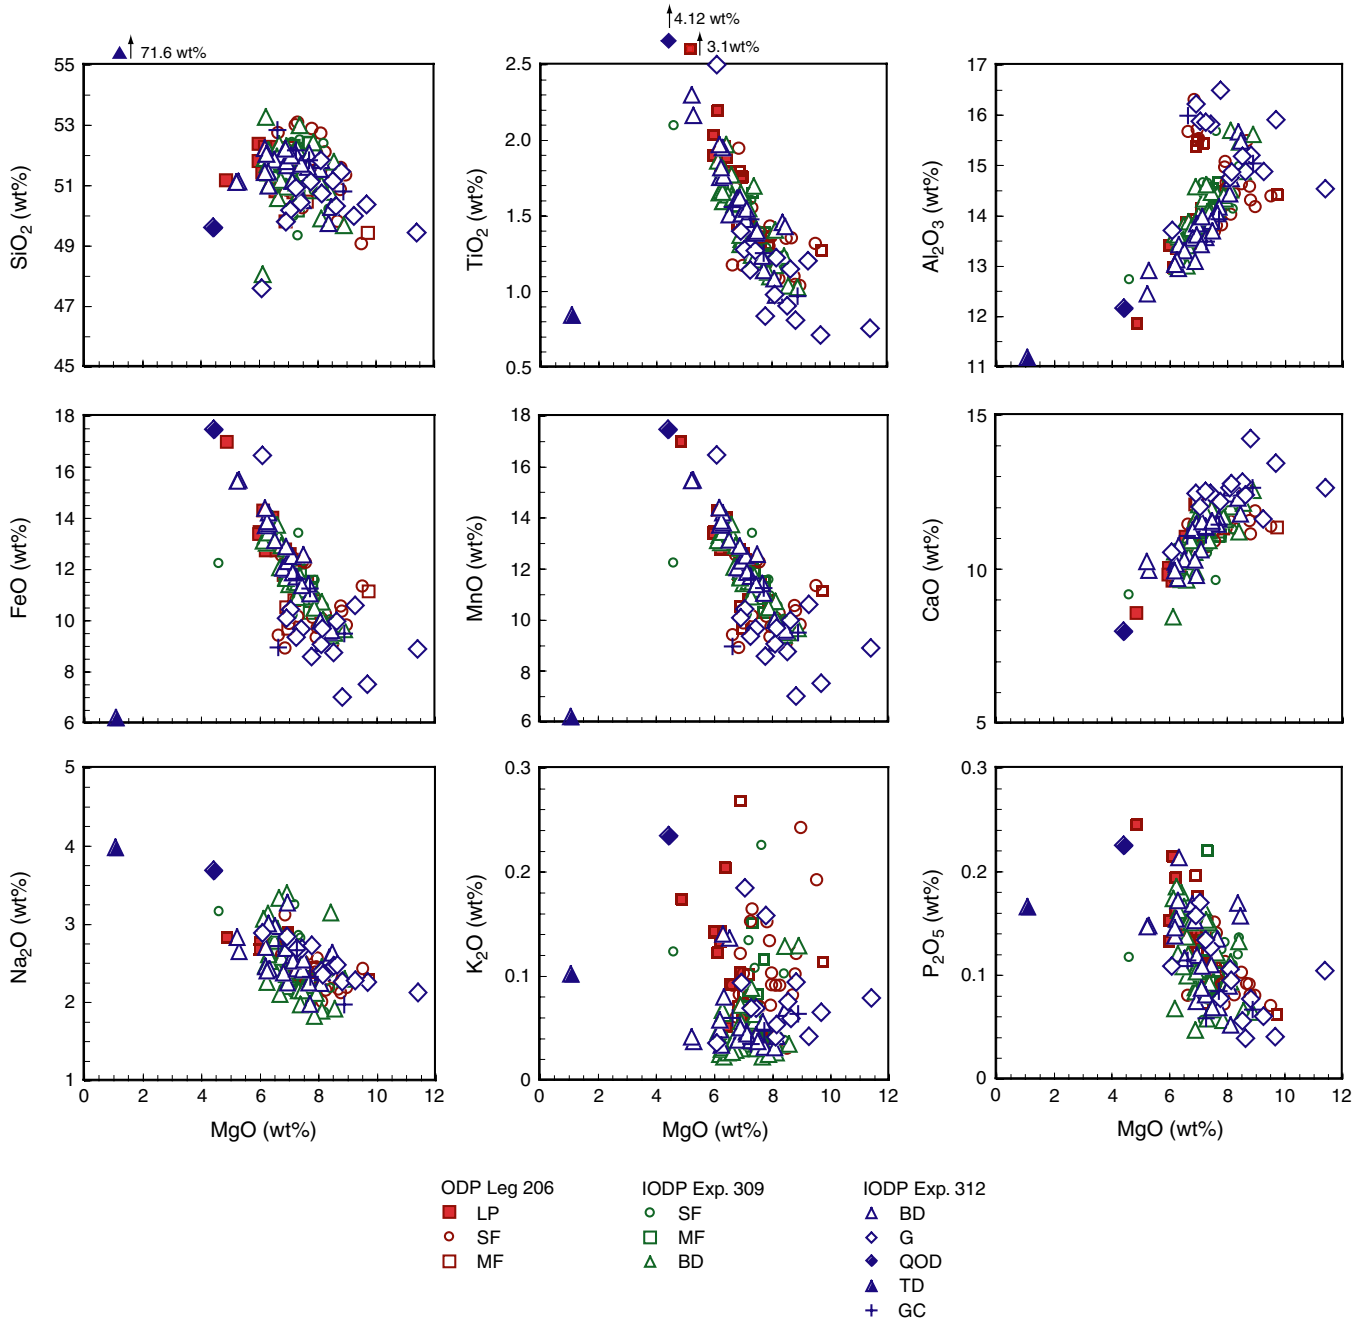 71.6 wt%
4.12 wt%
3.1wt%
55
53
51
49
47
45
SiO2 (wt%)
2.5
2.0
1.5
1.0
0.5
TiO2 (wt%)
17
16
15
14
13
12
11
Al2O3 (wt%)
18
16
14
12
10
8
6
FeO (wt%)
18
16
14
12
10
8
6
MnO (wt%)
15
10
5
CaO (wt%)
5
4
3
2
1
Na2O (wt%)
0 2 4 6 8 10 12
MgO (wt%)
0.3
0.2
0.1
0
K2O (wt%)
0 2 4 6 8 10 12
MgO (wt%)
0.3
0.2
0.1
0
P2O5 (wt%)
0 2 4 6 8 10 12
MgO (wt%)
ODP Leg 206
LP
SF
MF
IODP Exp. 309
SF
MF
BD
IODP Exp. 312
BD
G
QOD
TD
GC